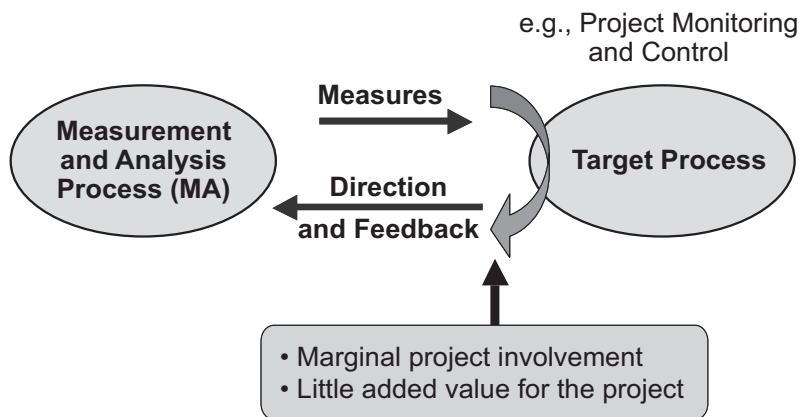 e.g., Project Monitoring
and Control
Measurement
and Analysis
Process (MA)
Measures
Direction
and Feedback
Target Process
• Marginal project involvement
• Little added value for the project